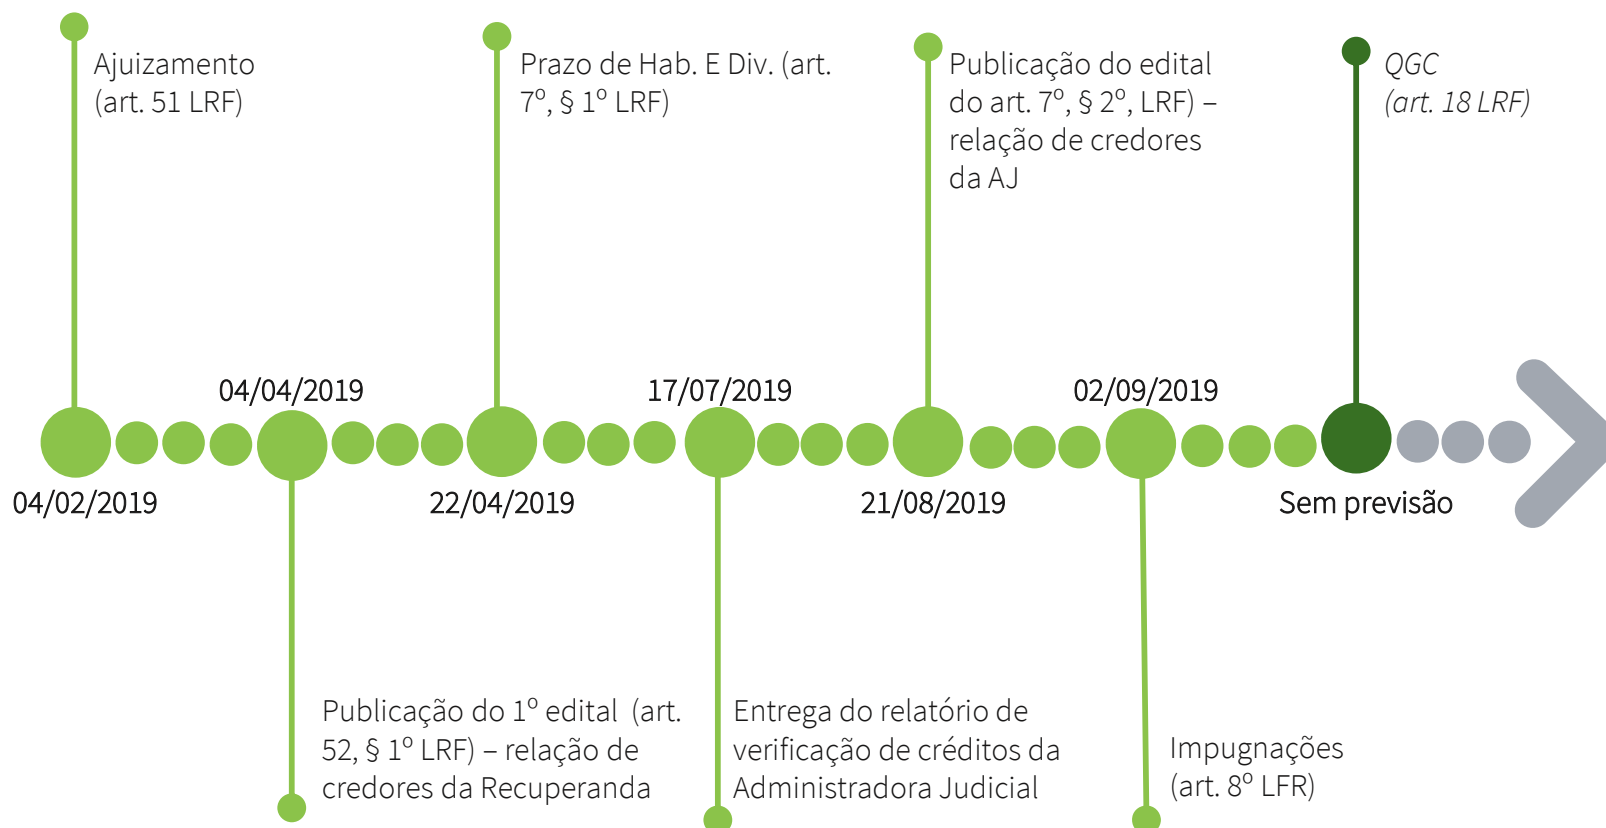 Ajuizamento
(art. 51 LRF)
Prazo de Hab. E Div. (art.
7º, § 1º LRF)
Publicação do edital
do art. 7º, § 2º, LRF) –
relação de credores
da AJ
QGC
(art. 18 LRF)
04/04/2019
17/07/2019
02/09/2019
04/02/2019
22/04/2019
21/08/2019
Sem previsão
Publicação do 1º edital (art.
52, § 1º LRF) – relação de
credores da Recuperanda
Entrega do relatório de
verificação de créditos da
Administradora Judicial
Impugnações
(art. 8º LFR)